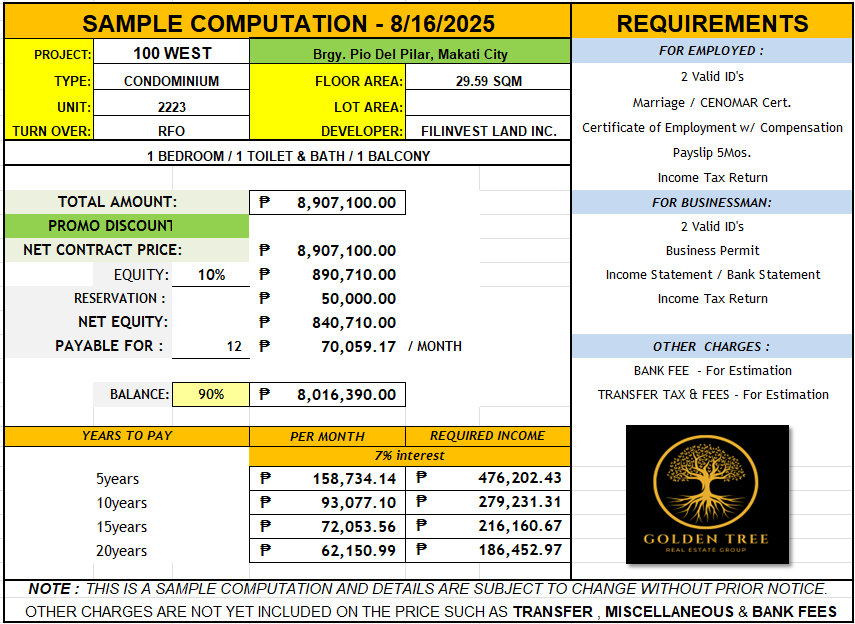 SAMPLE COMPUTATION - 8/16/2025
PROJECT: 100 WEST Brgy. Pio Del Pilar, Makati City
TYPE: CONDOMINIUM FLOOR AREA: 29.59 SQM
UNIT: 2223 LOT AREA:
TURN OVER: RFO DEVELOPER: FILINVEST LAND INC.
1 BEDROOM / 1 TOILET & BATH / 1 BALCONY
TOTAL AMOUNT: ₱ 8,907,100.00
PROMO DISCOUNT
NET CONTRACT PRICE: ₱ 8,907,100.00
EQUITY: 10% ₱ 890,710.00
RESERVATION : ₱ 50,000.00
NET EQUITY: ₱ 840,710.00
PAYABLE FOR : 12 ₱ 70,059.17 / MONTH
BALANCE: 90% ₱ 8,016,390.00
YEARS TO PAY PER MONTH REQUIRED INCOME
7% interest
5years ₱ 158,734.14 ₱ 476,202.43
10years ₱ 93,077.10 ₱ 279,231.31
15years ₱ 72,053.56 ₱ 216,160.67
20years ₱ 62,150.99 ₱ 186,452.97
REQUIREMENTS
FOR EMPLOYED :
2 Valid ID's
Marriage / CENOMAR Cert.
Certificate of Employment w/ Compensation
Payslip 5Mos.
Income Tax Return
FOR BUSINESSMAN:
2 Valid ID's
Business Permit
Income Statement / Bank Statement
Income Tax Return
OTHER CHARGES :
BANK FEE - For Estimation
TRANSFER TAX & FEES - For Estimation
GOLDEN TREE
REAL ESTATE GROUP
NOTE : THIS IS A SAMPLE COMPUTATION AND DETAILS ARE SUBJECT TO CHANGE WITHOUT PRIOR NOTICE.
OTHER CHARGES ARE NOT YET INCLUDED ON THE PRICE SUCH AS TRANSFER , MISCELLANEOUS & BANK FEES